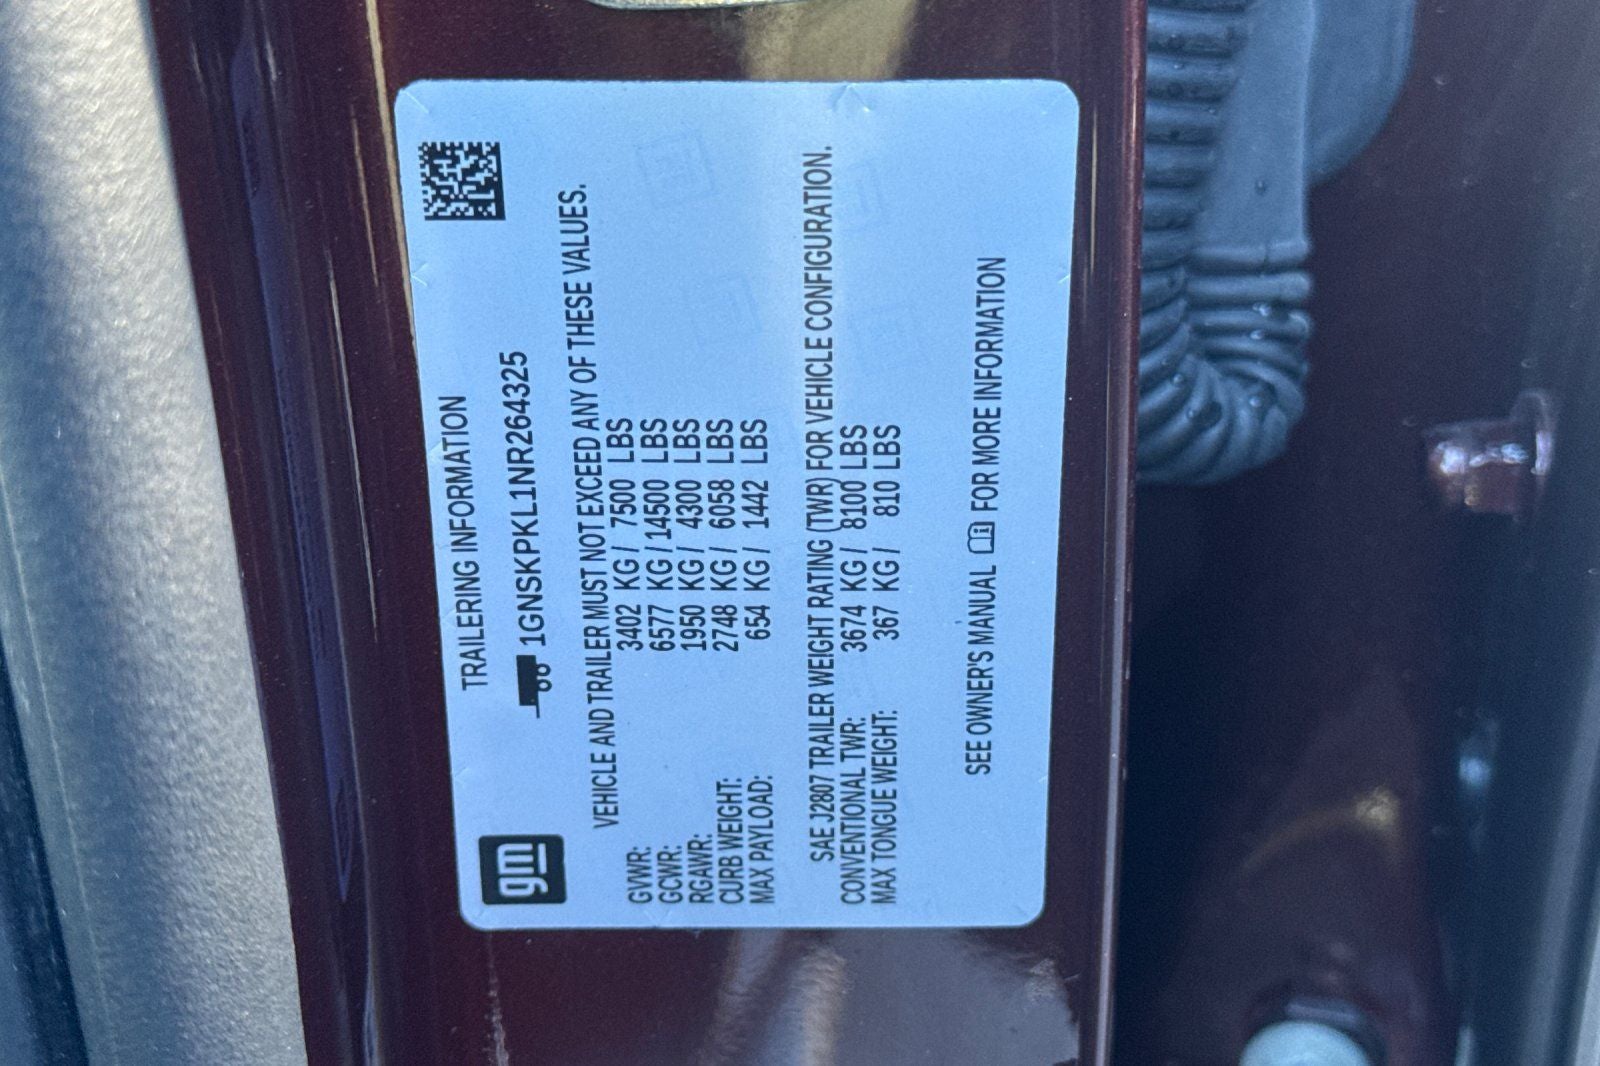 TRAILERING INFORMATION
gm
1GNSKPKL1NR264325
VEHICLE AND TRAILER MUST NOT EXCEED ANY OF THESE VALUES.
GVWR: 3402 KG / 7500 LBS
GCWR: 6577 KG / 14500 LBS
RGAWR: 1950 KG / 4300 LBS
CURB WEIGHT: 2748 KG / 6058 LBS
MAX PAYLOAD: 654 KG / 1442 LBS
SAE J2807 TRAILER WEIGHT RATING (TWR) FOR VEHICLE CONFIGURATION.
CONVENTIONAL TWR: 3674 KG / 8100 LBS
MAX TONGUE WEIGHT: 367 KG / 810 LBS
SEE OWNER'S MANUAL FOR MORE INFORMATION